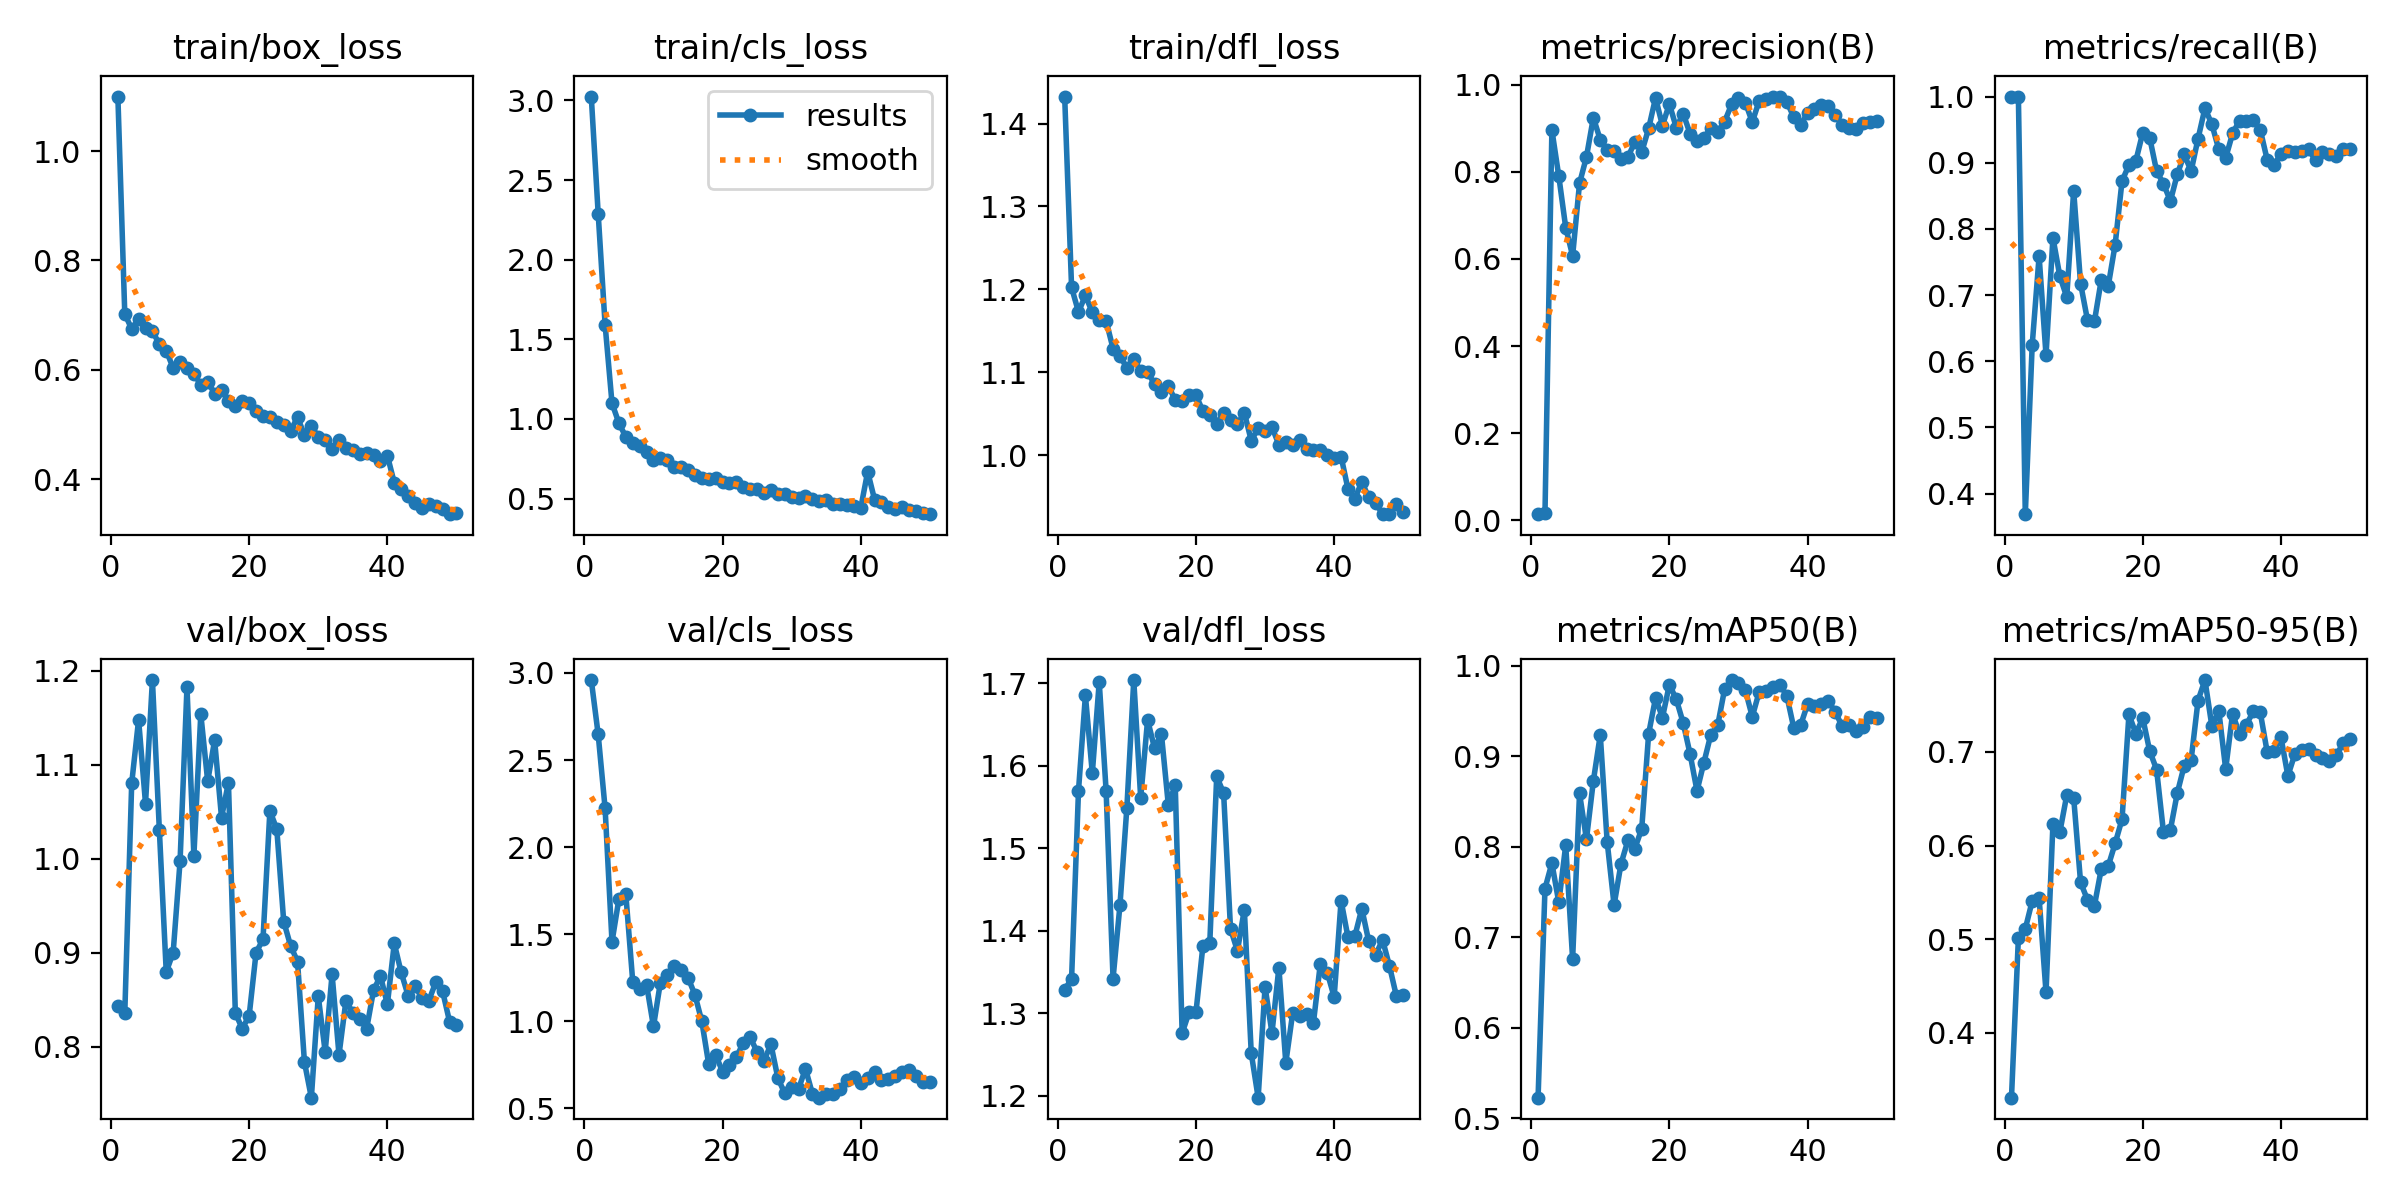 train/box_loss
1.0
0.8
0.6
0.4
0 20 40
train/cls_loss
results
smooth
3.0
2.5
2.0
1.5
1.0
0.5
0 20 40
train/dfl_loss
1.4
1.3
1.2
1.1
1.0
0 20 40
metrics/precision(B)
1.0
0.8
0.6
0.4
0.2
0.0
0 20 40
metrics/recall(B)
1.0
0.9
0.8
0.7
0.6
0.5
0.4
0 20 40
val/box_loss
1.2
1.1
1.0
0.9
0.8
0 20 40
val/cls_loss
3.0
2.5
2.0
1.5
1.0
0.5
0 20 40
val/dfl_loss
1.7
1.6
1.5
1.4
1.3
1.2
0 20 40
metrics/mAP50(B)
1.0
0.9
0.8
0.7
0.6
0.5
0 20 40
metrics/mAP50-95(B)
0.7
0.6
0.5
0.4
0 20 40